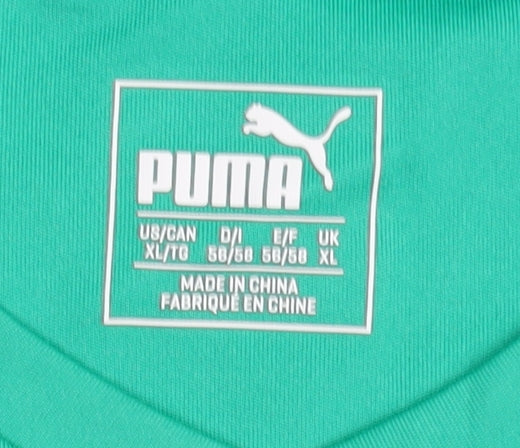 PUMA
US/CAN D/I E/F UK
XL/TG 56/58 56/58 XL
MADE IN CHINA
FABRIQUÉ EN CHINE